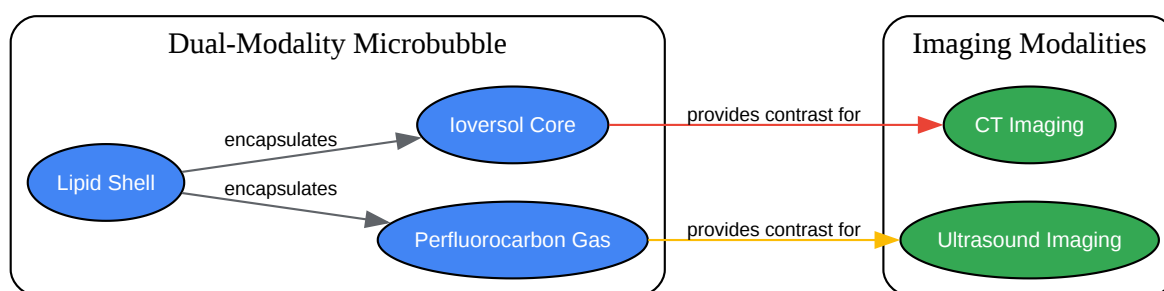 Dual-Modality Microbubble
Imaging Modalities
Lipid Shell
encapsulates
encapsulates
Ioversol Core
Perfluorocarbon Gas
provides contrast for
provides contrast for
CT Imaging
Ultrasound Imaging